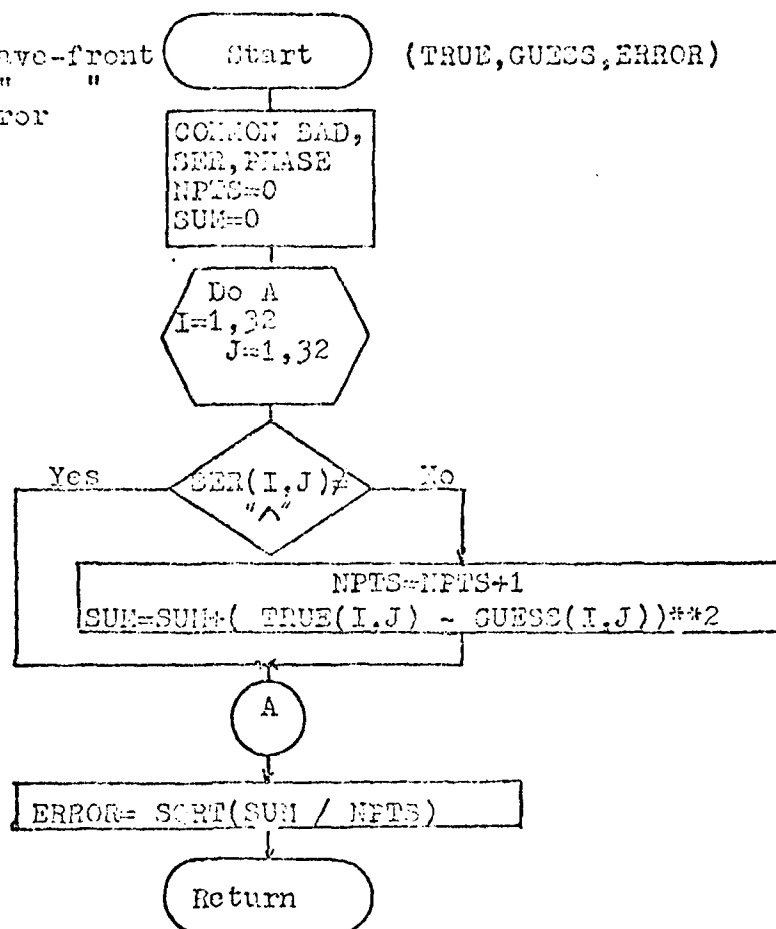 ave-front
Start
(TRUE,GUESS,ERROR)
" "
ror
COMMON BAD,
SER,PHASE
NPTS=0
SUM=0
Do A
I=1,32
J=1,32
Yes
SER(I,J)≠
"^"
No
NPTS=NPTS+1
SUM=SUM+( TRUE(I,J) - GUESS(I,J))**2
A
ERROR= SQRT(SUM / NPTS)
Return